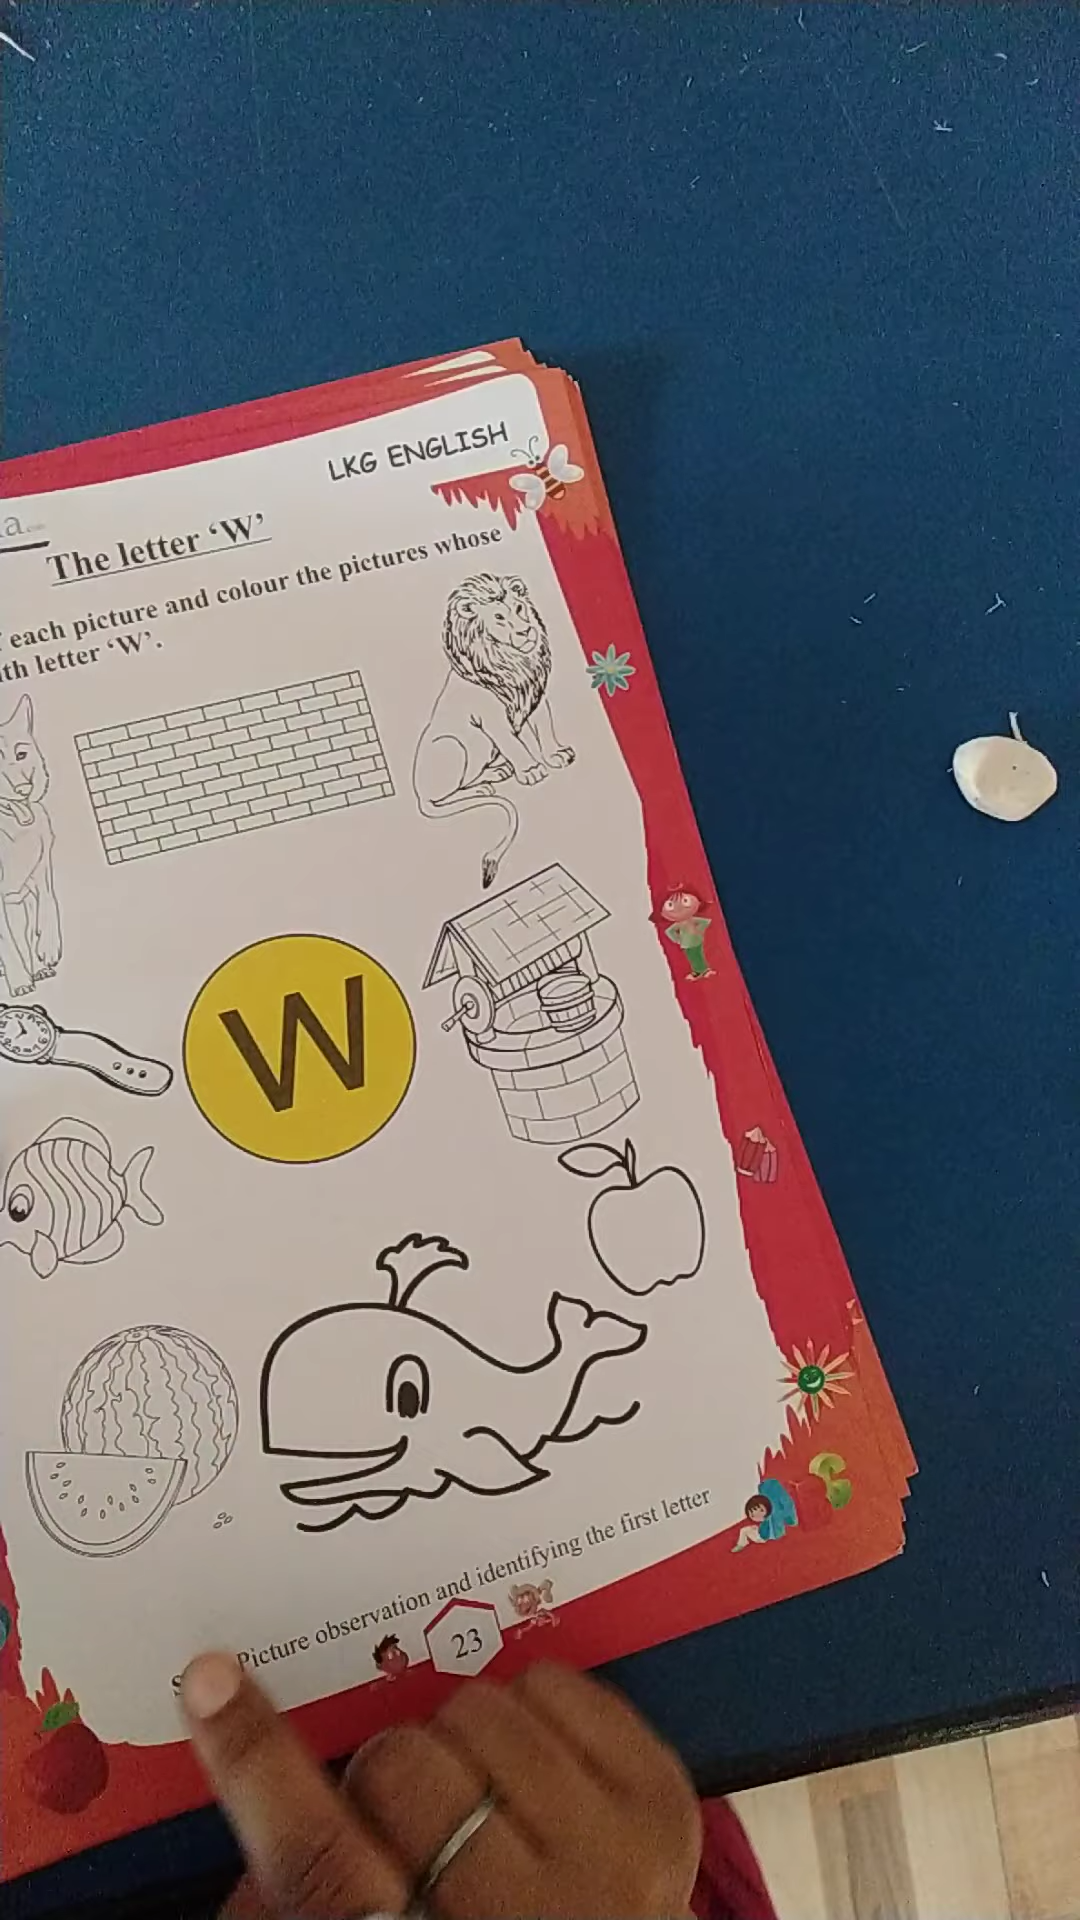 LKG ENGLISH
The letter ‘W’
each picture and colour the pictures whose
letter ‘W’.
W
Picture observation and identifying the first letter
23